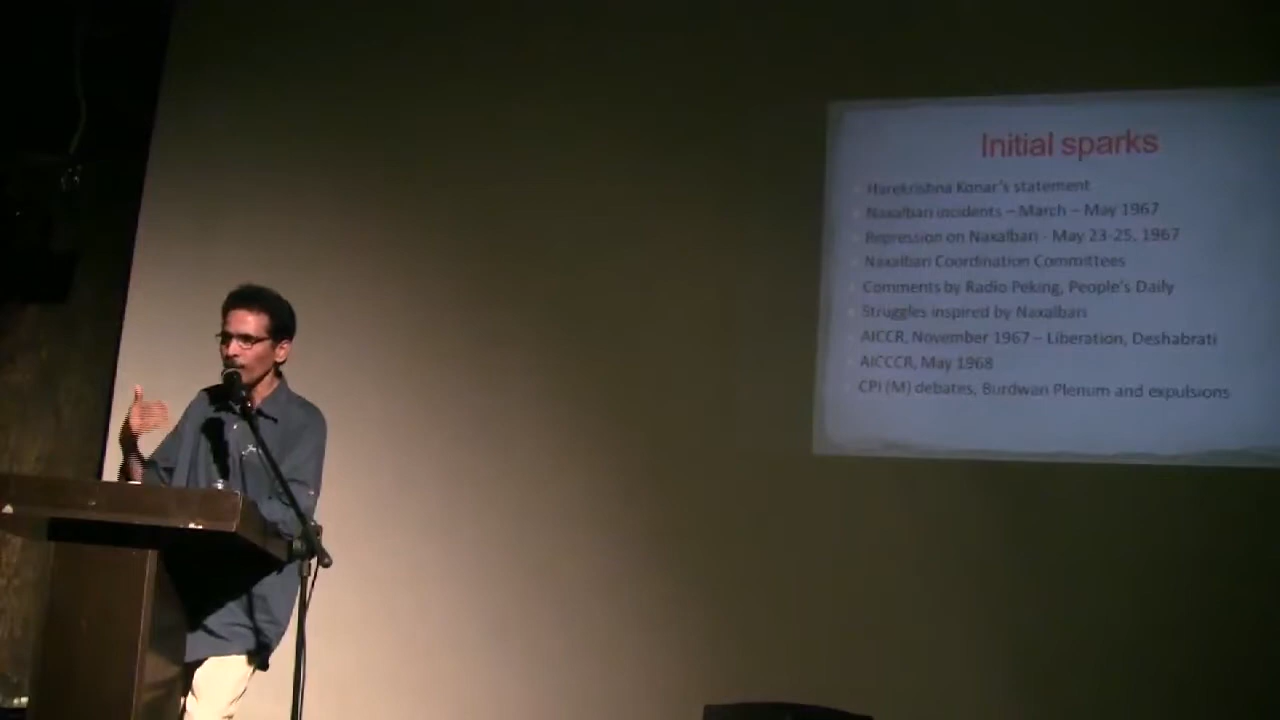 Initial sparks
Harekrishna Konar's statement
Naxalbari incidents – March – May 1967
Repression on Naxalbari - May 23-25, 1967
Naxalbari Coordination Committees
Comments by Radio Peking, People's Daily
Struggles inspired by Naxalbari
AICCR, November 1967 – Liberation, Deshabrati
AICCCR, May 1968
CPI (M) debates, Burdwan Plenum and expulsions